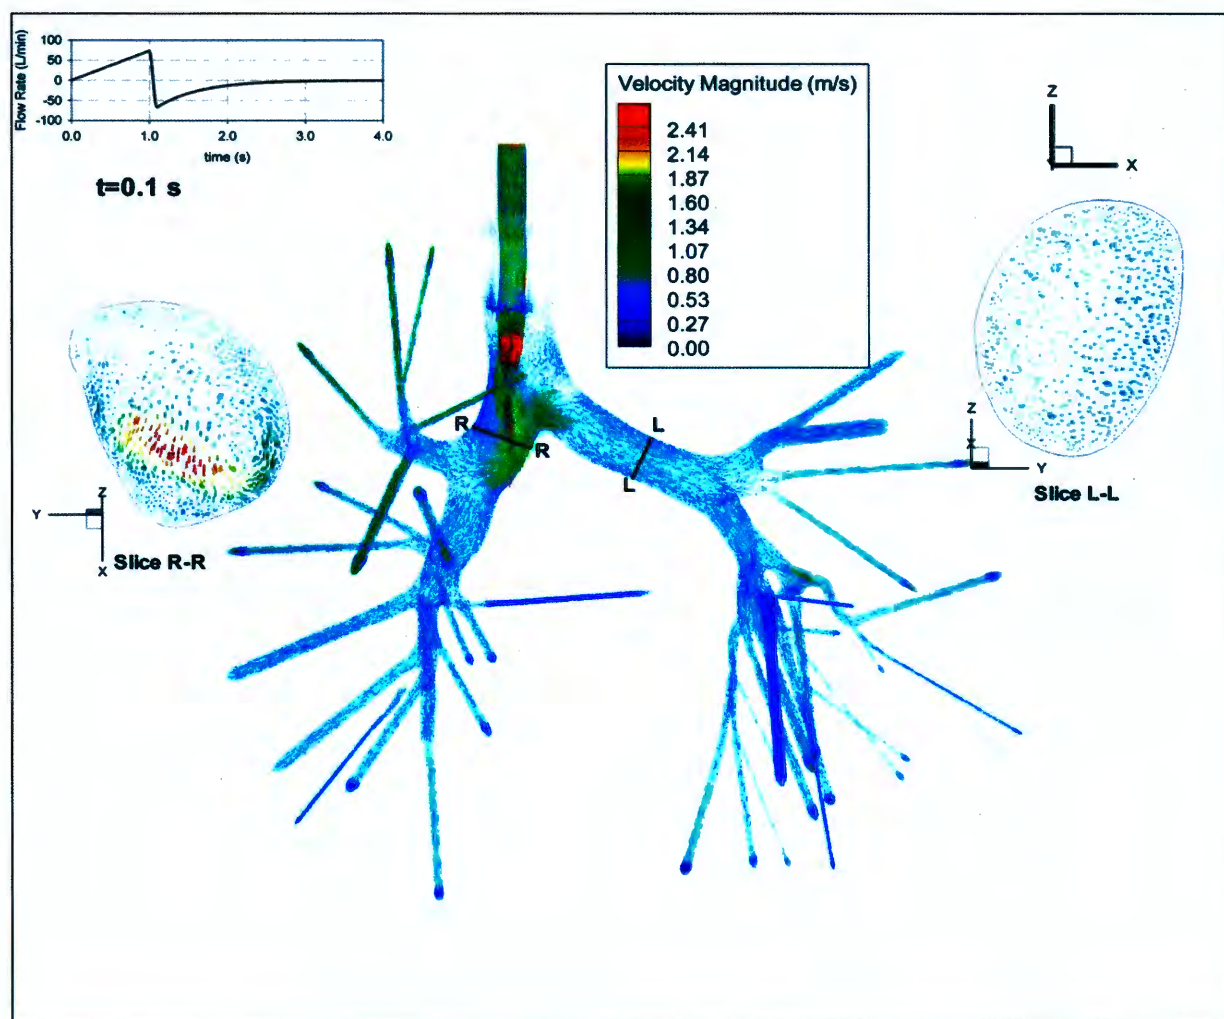 Flow Rate (L/min)
100
50
0
-50
-100
0.0 1.0 2.0 3.0 4.0
time (s)
t=0.1 s
Velocity Magnitude (m/s)
2.41
2.14
1.87
1.60
1.34
1.07
0.80
0.53
0.27
0.00
Z
X
R
R
L
L
Z
X
Y
Slice L-L
Y
Z
X
Slice R-R